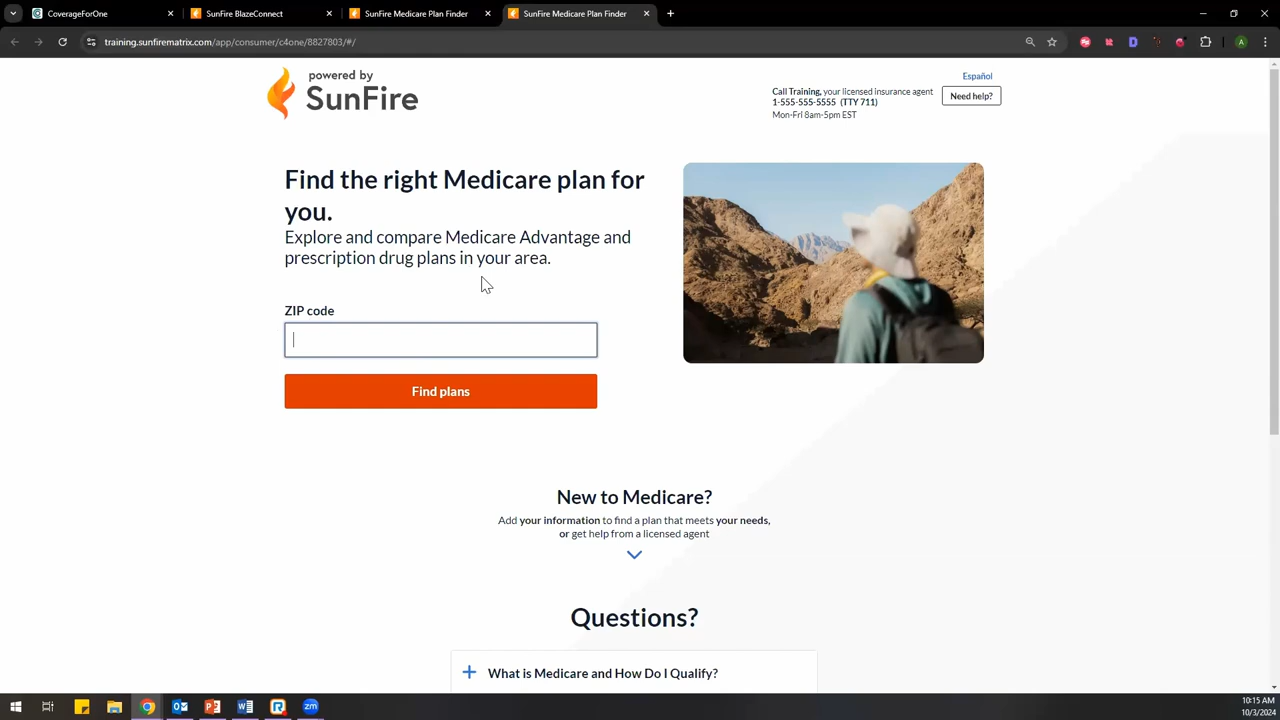 CoverageForOne
SunFire BlazeConnect
SunFire Medicare Plan Finder
SunFire Medicare Plan Finder
training.sunfirematrix.com/app/consumer/c4one/8827803/#/
A
powered by
SunFire
Español
Call Training, your licensed insurance agent
1-555-555-5555 (TTY 711)
Mon-Fri 8am-5pm EST
Need help?
Find the right Medicare plan for
you.
Explore and compare Medicare Advantage and
prescription drug plans in your area.
ZIP code
Find plans
New to Medicare?
Add your information to find a plan that meets your needs,
or get help from a licensed agent
Questions?
What is Medicare and How Do I Qualify?
zm
10:15 AM
10/3/2024